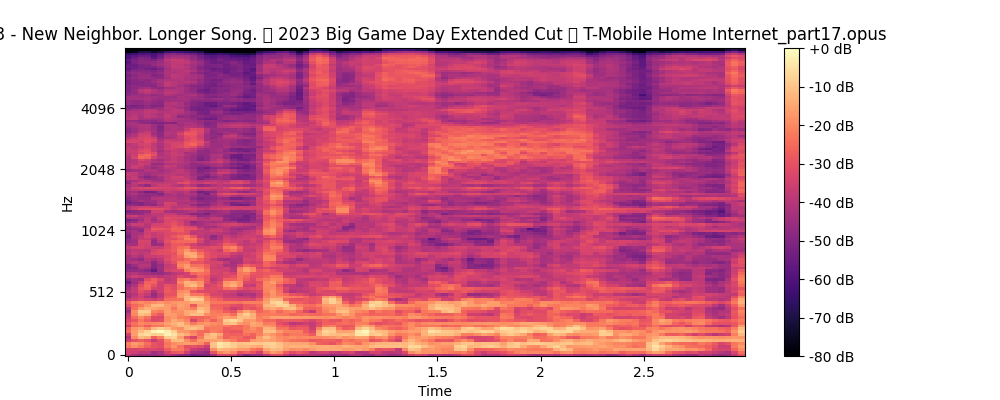 3 - New Neighbor. Longer Song. 2023 Big Game Day Extended Cut T-Mobile Home Internet_part17.opus
+0 dB
-10 dB
-20 dB
-30 dB
-40 dB
-50 dB
-60 dB
-70 dB
-80 dB
4096
2048
1024
512
0
Hz
0
0.5
1
1.5
2
2.5
Time